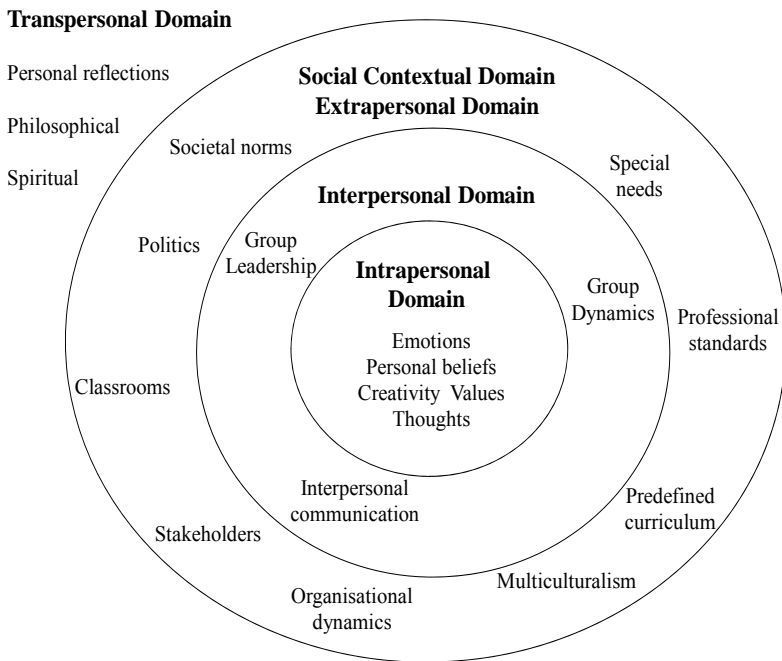 Transpersonal Domain
Personal reflections
Philosophical
Spiritual
Social Contextual Domain
Extrapersonal Domain
Societal norms
Special
needs
Politics
Interpersonal Domain
Group
Leadership
Group
Dynamics
Intrapersonal
Domain
Emotions
Personal beliefs
Creativity Values
Thoughts
Professional
standards
Classrooms
Interpersonal
communication
Predefined
curriculum
Stakeholders
Multiculturalism
Organisational
dynamics